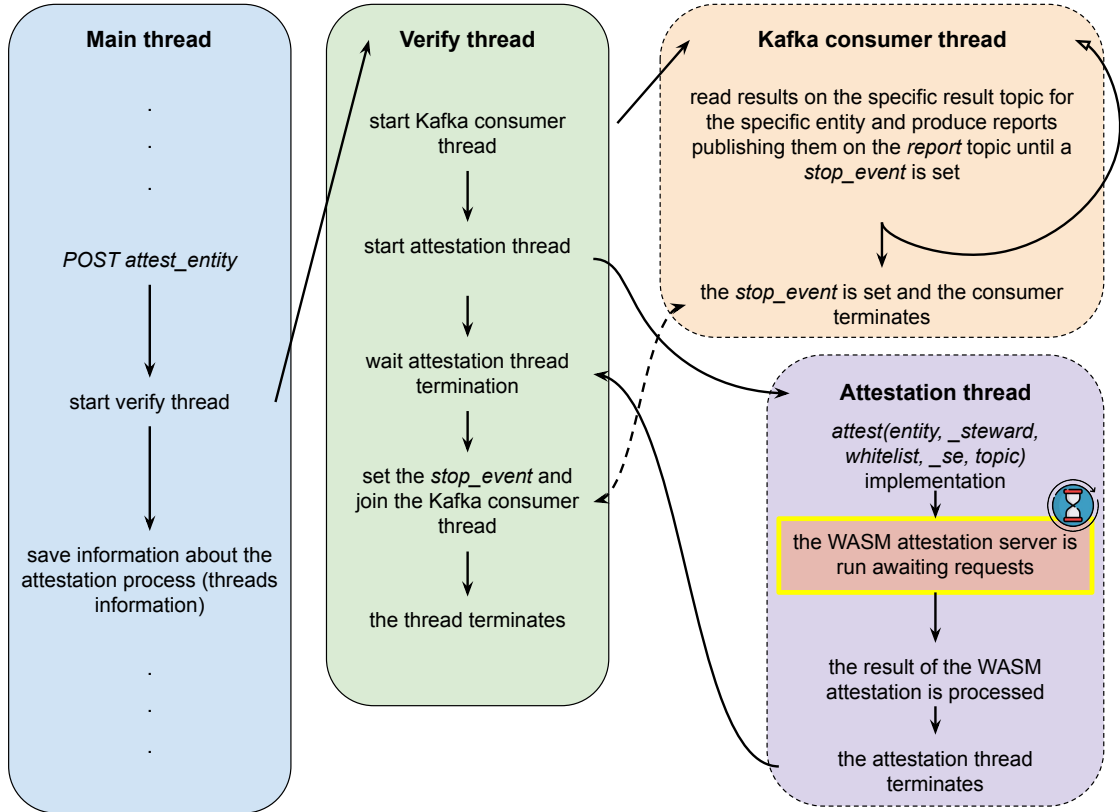 Main thread
.
.
.
POST attest_entity
start verify thread
save information about the
attestation process (threads
information)
.
.
.
Verify thread
start Kafka consumer
thread
start attestation thread
wait attestation thread
termination
set the stop_event and
join the Kafka consumer
thread
the thread terminates
Kafka consumer thread
read results on the specific result topic for
the specific entity and produce reports
publishing them on the report topic until a
stop_event is set
the stop_event is set and the consumer
terminates
Attestation thread
attest(entity, _steward,
whitelist, _se, topic)
implementation
the WASM attestation server is
run awaiting requests
the result of the WASM
attestation is processed
the attestation thread
terminates